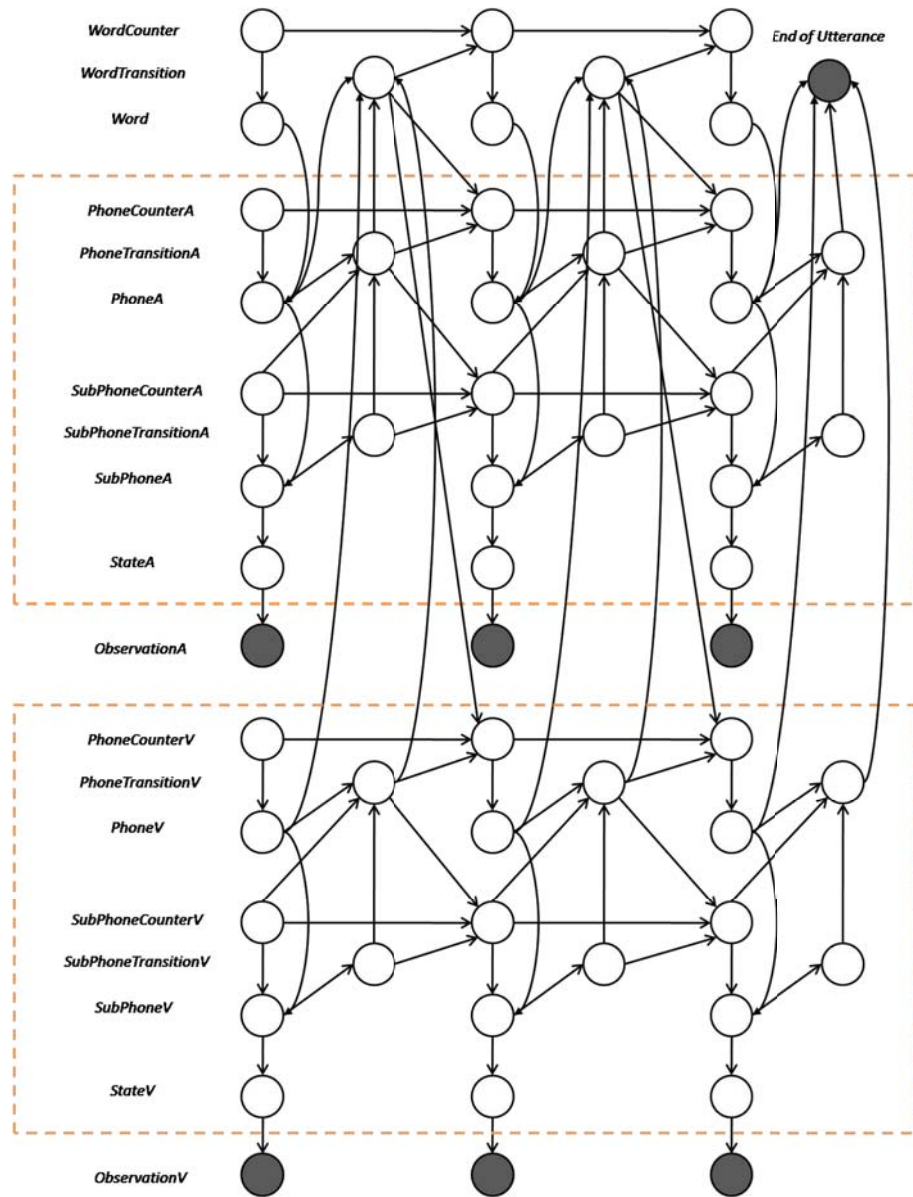 WordCounter
End of Utterance
WordTransition
Word
PhoneCounterA
PhoneTransitionA
PhoneA
SubPhoneCounterA
SubPhoneTransitionA
SubPhoneA
StateA
ObservationA
PhoneCounterV
PhoneTransitionV
PhoneV
SubPhoneCounterV
SubPhoneTransitionV
SubPhoneV
StateV
ObservationV